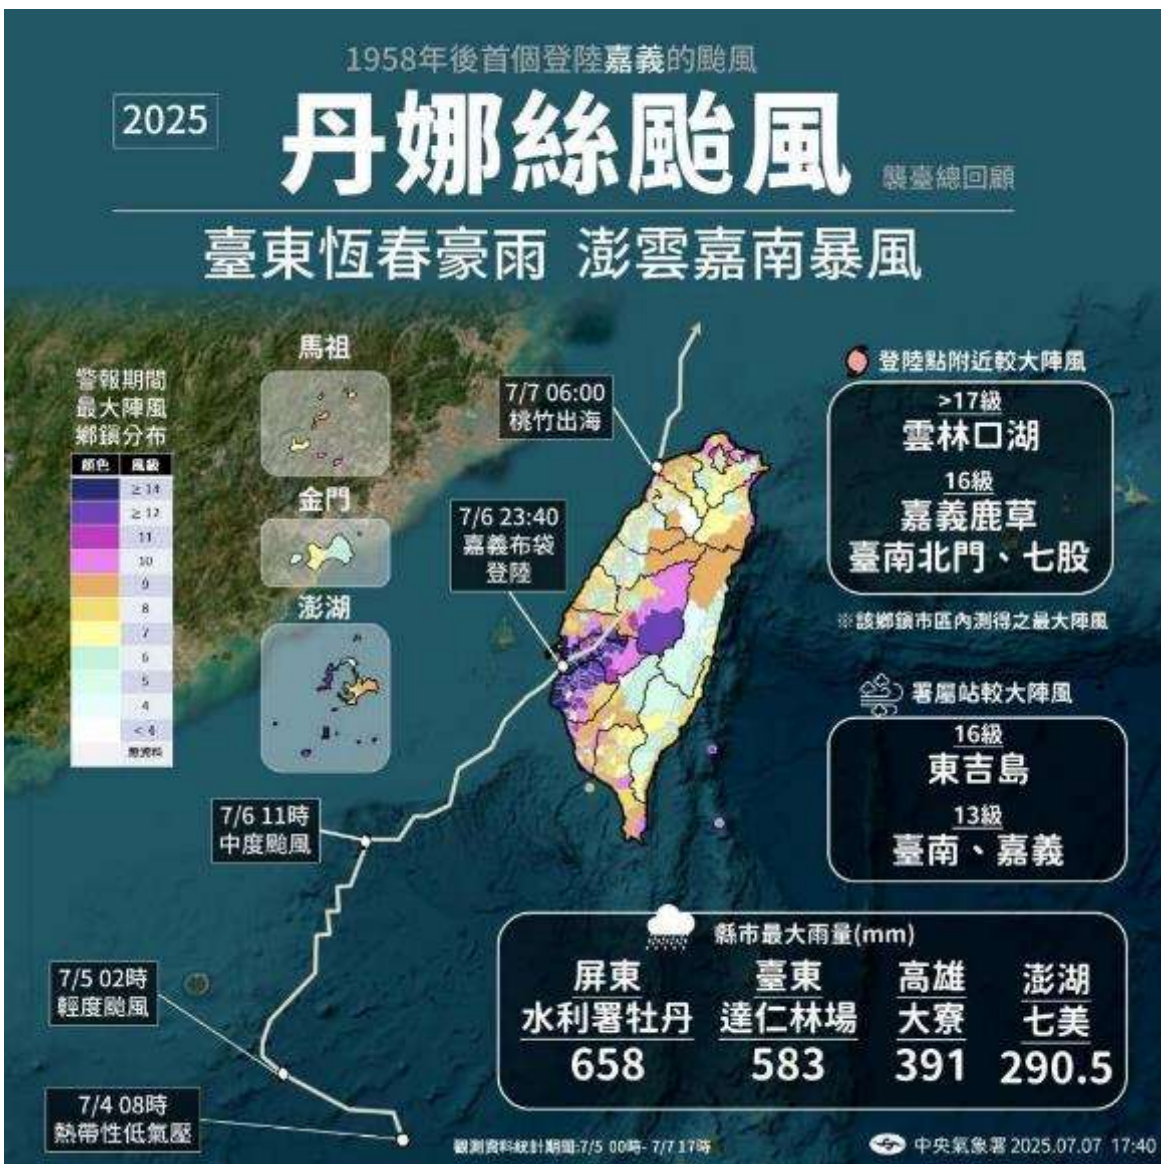 1958年後首個登陸嘉義的颱風
2025
丹娜絲颱風
襲臺總回顧
臺東恆春豪雨 澎雲嘉南暴風
警報期間
最大陣風
鄉鎮分布
顏色 風級
≥14
≥12
11
10
9
8
7
6
5
4
<4
無資料
馬祖
金門
澎湖
7/7 06:00
桃竹出海
7/6 23:40
嘉義布袋
登陸
7/6 11時
中度颱風
7/5 02時
輕度颱風
7/4 08時
熱帶性低氣壓
登陸點附近較大陣風
>17級
雲林口湖
16級
嘉義鹿草
臺南北門、七股
※該鄉鎮市區內測得之最大陣風
署屬站較大陣風
16級
東吉島
13級
臺南、嘉義
縣市最大雨量(mm)
屏東 臺東 高雄 澎湖
水利署牡丹 達仁林場 大寮 七美
658 583 391 290.5
觀測資料統計期間:7/5 00時- 7/7 17時
中央氣象署 2025.07.07 17:40